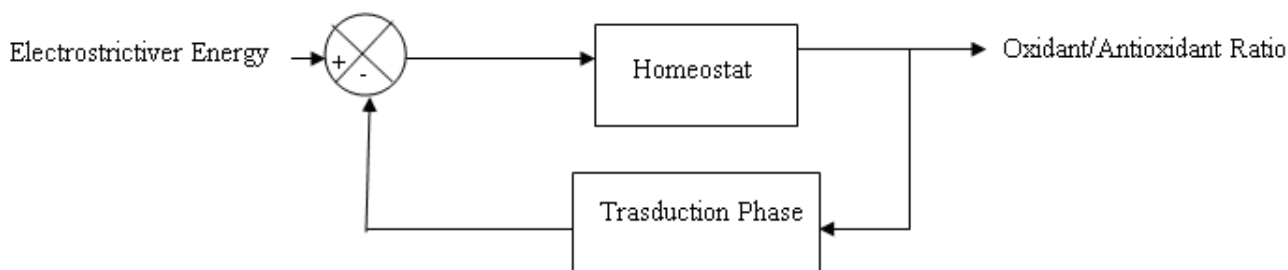 Electrostrictiver Energy
+
-
Homeostat
Oxidant/Antioxidant Ratio
Trasduction Phase